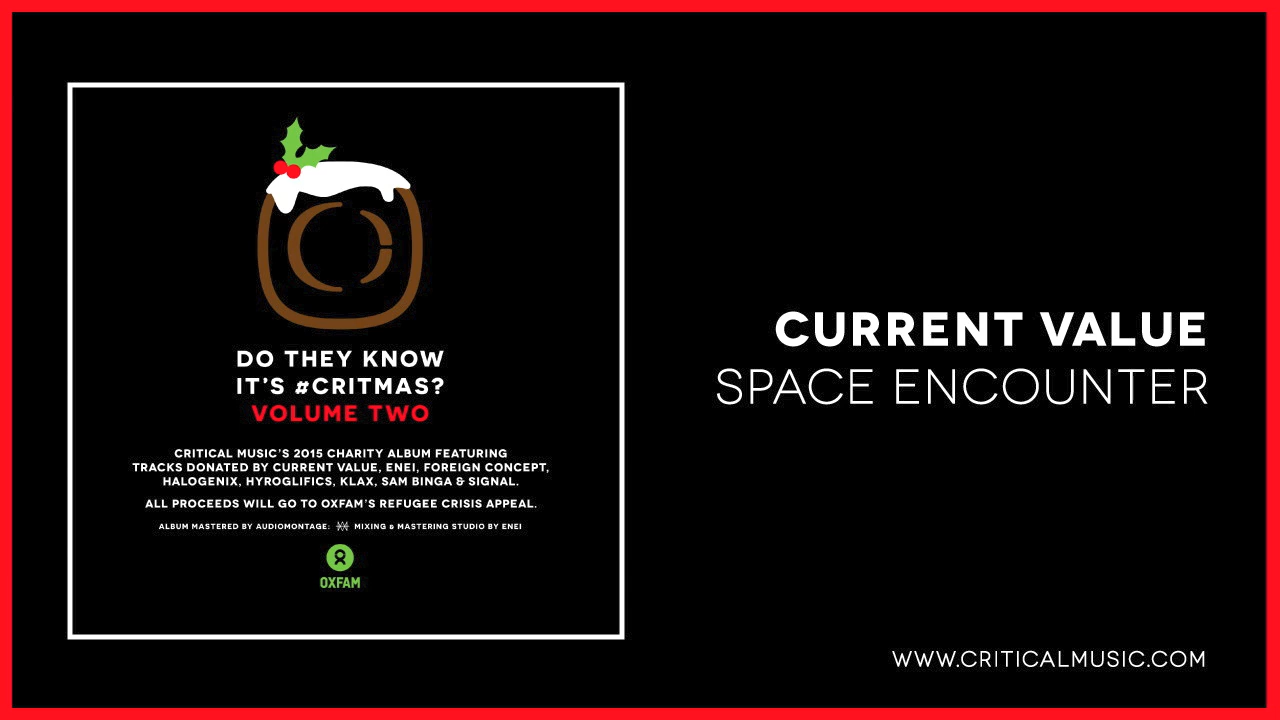 DO THEY KNOW
IT'S #CRITMAS?
VOLUME TWO
CRITICAL MUSIC'S 2015 CHARITY ALBUM FEATURING
TRACKS DONATED BY CURRENT VALUE, ENEI, FOREIGN CONCEPT,
HALOGENIX, HYROGLIFICS, KLAX, SAM BINGA & SIGNAL.
ALL PROCEEDS WILL GO TO OXFAM'S REFUGEE CRISIS APPEAL.
ALBUM MASTERED BY AUDIOMONTAGE: MIXING & MASTERING STUDIO BY ENEI
OXFAM
CURRENT VALUE
SPACE ENCOUNTER
WWW.CRITICALMUSIC.COM